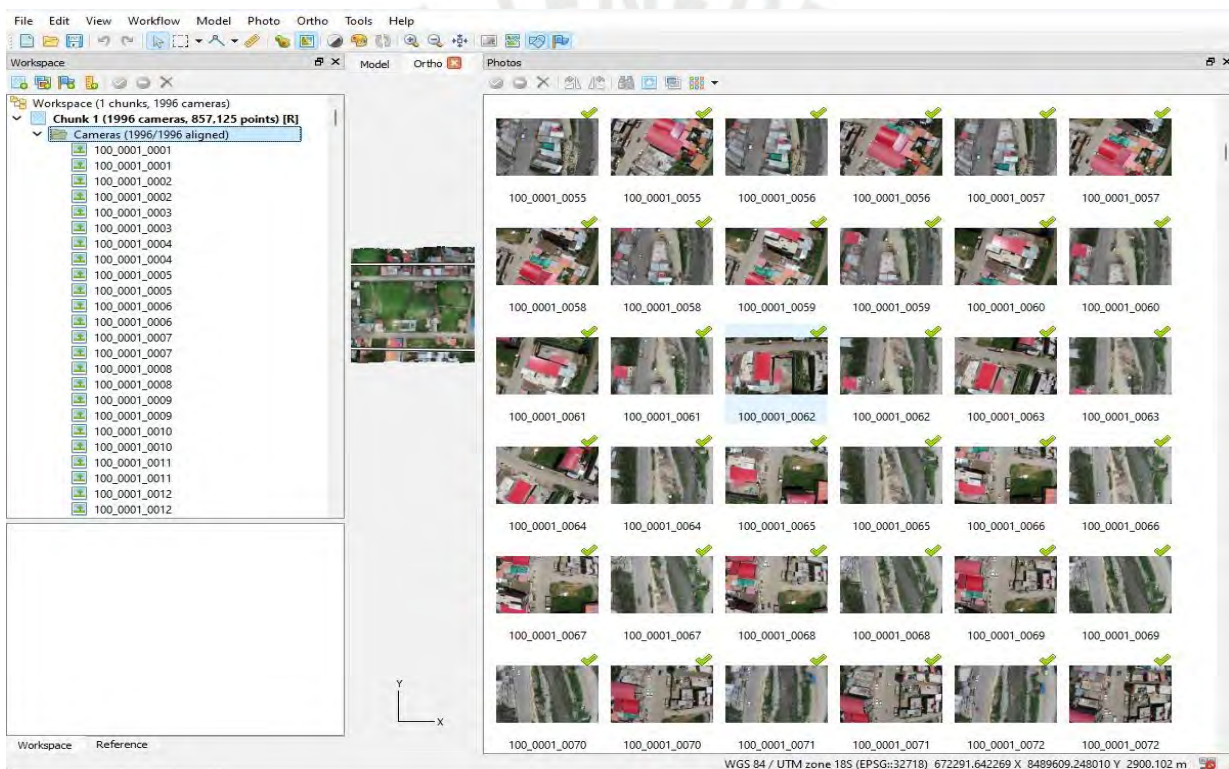 File Edit View Workflow Model Photo Ortho Tools Help
Workspace
Workspace (1 chunks, 1996 cameras)
Chunk 1 (1996 cameras, 857,125 points) [R]
Cameras (1996/1996 aligned)
100_0001_0001
100_0001_0001
100_0001_0002
100_0001_0002
100_0001_0003
100_0001_0003
100_0001_0004
100_0001_0004
100_0001_0005
100_0001_0005
100_0001_0006
100_0001_0006
100_0001_0007
100_0001_0007
100_0001_0008
100_0001_0008
100_0001_0009
100_0001_0009
100_0001_0010
100_0001_0010
100_0001_0011
100_0001_0011
100_0001_0012
100_0001_0012
Workspace Reference
Model Ortho
Y
X
Photos
100_0001_0055 100_0001_0055 100_0001_0056 100_0001_0056 100_0001_0057 100_0001_0057
100_0001_0058 100_0001_0058 100_0001_0059 100_0001_0059 100_0001_0060 100_0001_0060
100_0001_0061 100_0001_0061 100_0001_0062 100_0001_0062 100_0001_0063 100_0001_0063
100_0001_0064 100_0001_0064 100_0001_0065 100_0001_0065 100_0001_0066 100_0001_0066
100_0001_0067 100_0001_0067 100_0001_0068 100_0001_0068 100_0001_0069 100_0001_0069
100_0001_0070 100_0001_0070 100_0001_0071 100_0001_0071 100_0001_0072 100_0001_0072
WGS 84 / UTM zone 18S (EPSG::32718) 672291.642269 X 8489609.248010 Y 2900.102 m